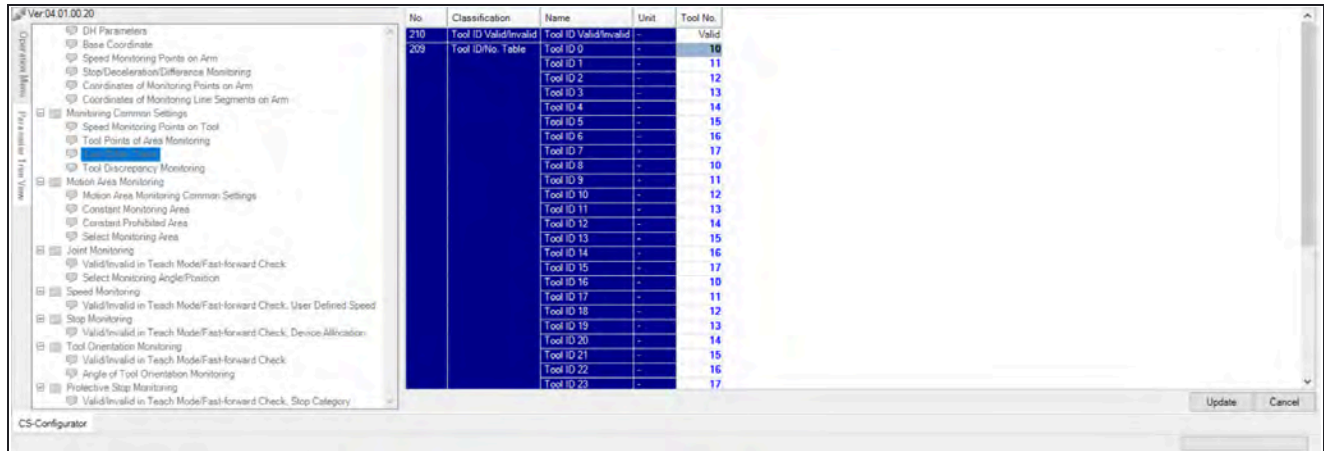 Ver:04.01.00.20
Operation Menu
Parameter Tree View
DH Parameters
Base Coordinate
Speed Monitoring Points on Arm
Stop/Deceleration/Difference Monitoring
Coordinates of Monitoring Points on Arm
Coordinates of Monitoring Line Segments on Arm
Monitoring Common Settings
Speed Monitoring Points on Tool
Tool Points of Area Monitoring
Tool Discrepancy Monitoring
Motion Area Monitoring
Motion Area Monitoring Common Settings
Constant Monitoring Area
Constant Prohibited Area
Select Monitoring Area
Joint Monitoring
Valid/Invalid in Teach Mode/Fast-forward Check
Select Monitoring Angle/Position
Speed Monitoring
Valid/Invalid in Teach Mode/Fast-forward Check, User Defined Speed
Stop Monitoring
Valid/Invalid in Teach Mode/Fast-forward Check, Device Allocation
Tool Orientation Monitoring
Valid/Invalid in Teach Mode/Fast-forward Check
Angle of Tool Orientation Monitoring
Protective Stop Monitoring
Valid/Invalid in Teach Mode/Fast-forward Check, Stop Category
No. Classification Name Unit Tool No.
210 Tool ID Valid/Invalid Tool ID Valid/Invalid - Valid
209 Tool ID/No. Table Tool ID 0 - 10
Tool ID 1 - 11
Tool ID 2 - 12
Tool ID 3 - 13
Tool ID 4 - 14
Tool ID 5 - 15
Tool ID 6 - 16
Tool ID 7 - 17
Tool ID 8 - 10
Tool ID 9 - 11
Tool ID 10 - 12
Tool ID 11 - 13
Tool ID 12 - 14
Tool ID 13 - 15
Tool ID 14 - 16
Tool ID 15 - 17
Tool ID 16 - 10
Tool ID 17 - 11
Tool ID 18 - 12
Tool ID 19 - 13
Tool ID 20 - 14
Tool ID 21 - 15
Tool ID 22 - 16
Tool ID 23 - 17
Update Cancel
CS-Configurator